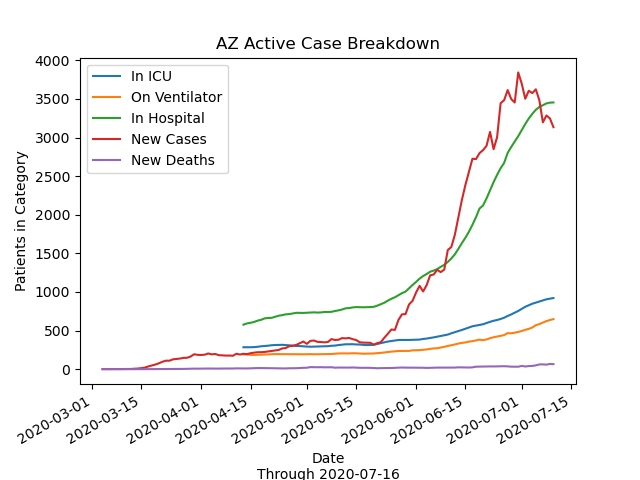 AZ Active Case Breakdown
4000
3500
3000
2500
2000
1500
1000
500
0
Patients in Category
In ICU
On Ventilator
In Hospital
New Cases
New Deaths
2020-03-01
2020-03-15
2020-04-01
2020-04-15
2020-05-01
2020-05-15
2020-06-01
2020-06-15
2020-07-01
2020-07-15
Date
Through 2020-07-16